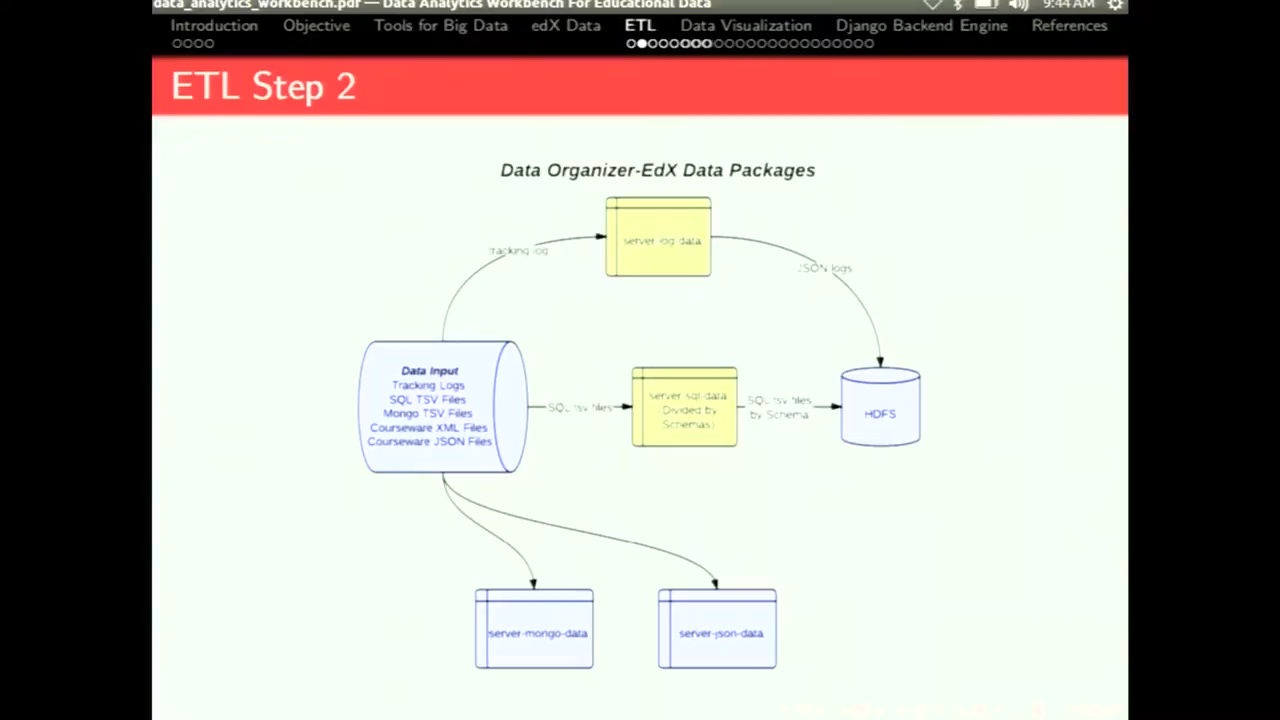 data_analytics_workbench.pdf — Data Analytics Workbench For Educational Data
9:44 AM
Introduction Objective Tools for Big Data edX Data ETL Data Visualization Django Backend Engine References
ETL Step 2
Data Organizer-EdX Data Packages
server-log-data
tracking log
JSON logs
Data Input
Tracking Logs
SQL TSV Files
Mongo TSV Files
Courseware XML Files
Courseware JSON Files
SQL tsv files
server-sql-data
(Divided by
Schemas)
SQL tsv files
by Schema
HDFS
server-mongo-data
server-json-data